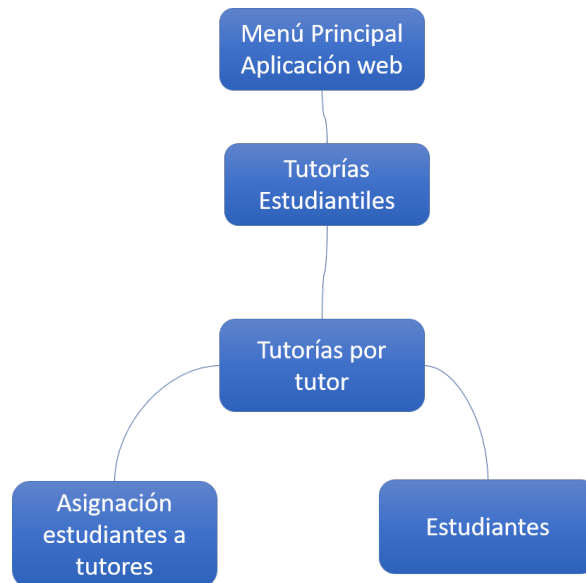 Menú Principal
Aplicación web
Tutorías
Estudiantiles
Tutorías por
tutor
Asignación
estudiantes a
tutores
Estudiantes